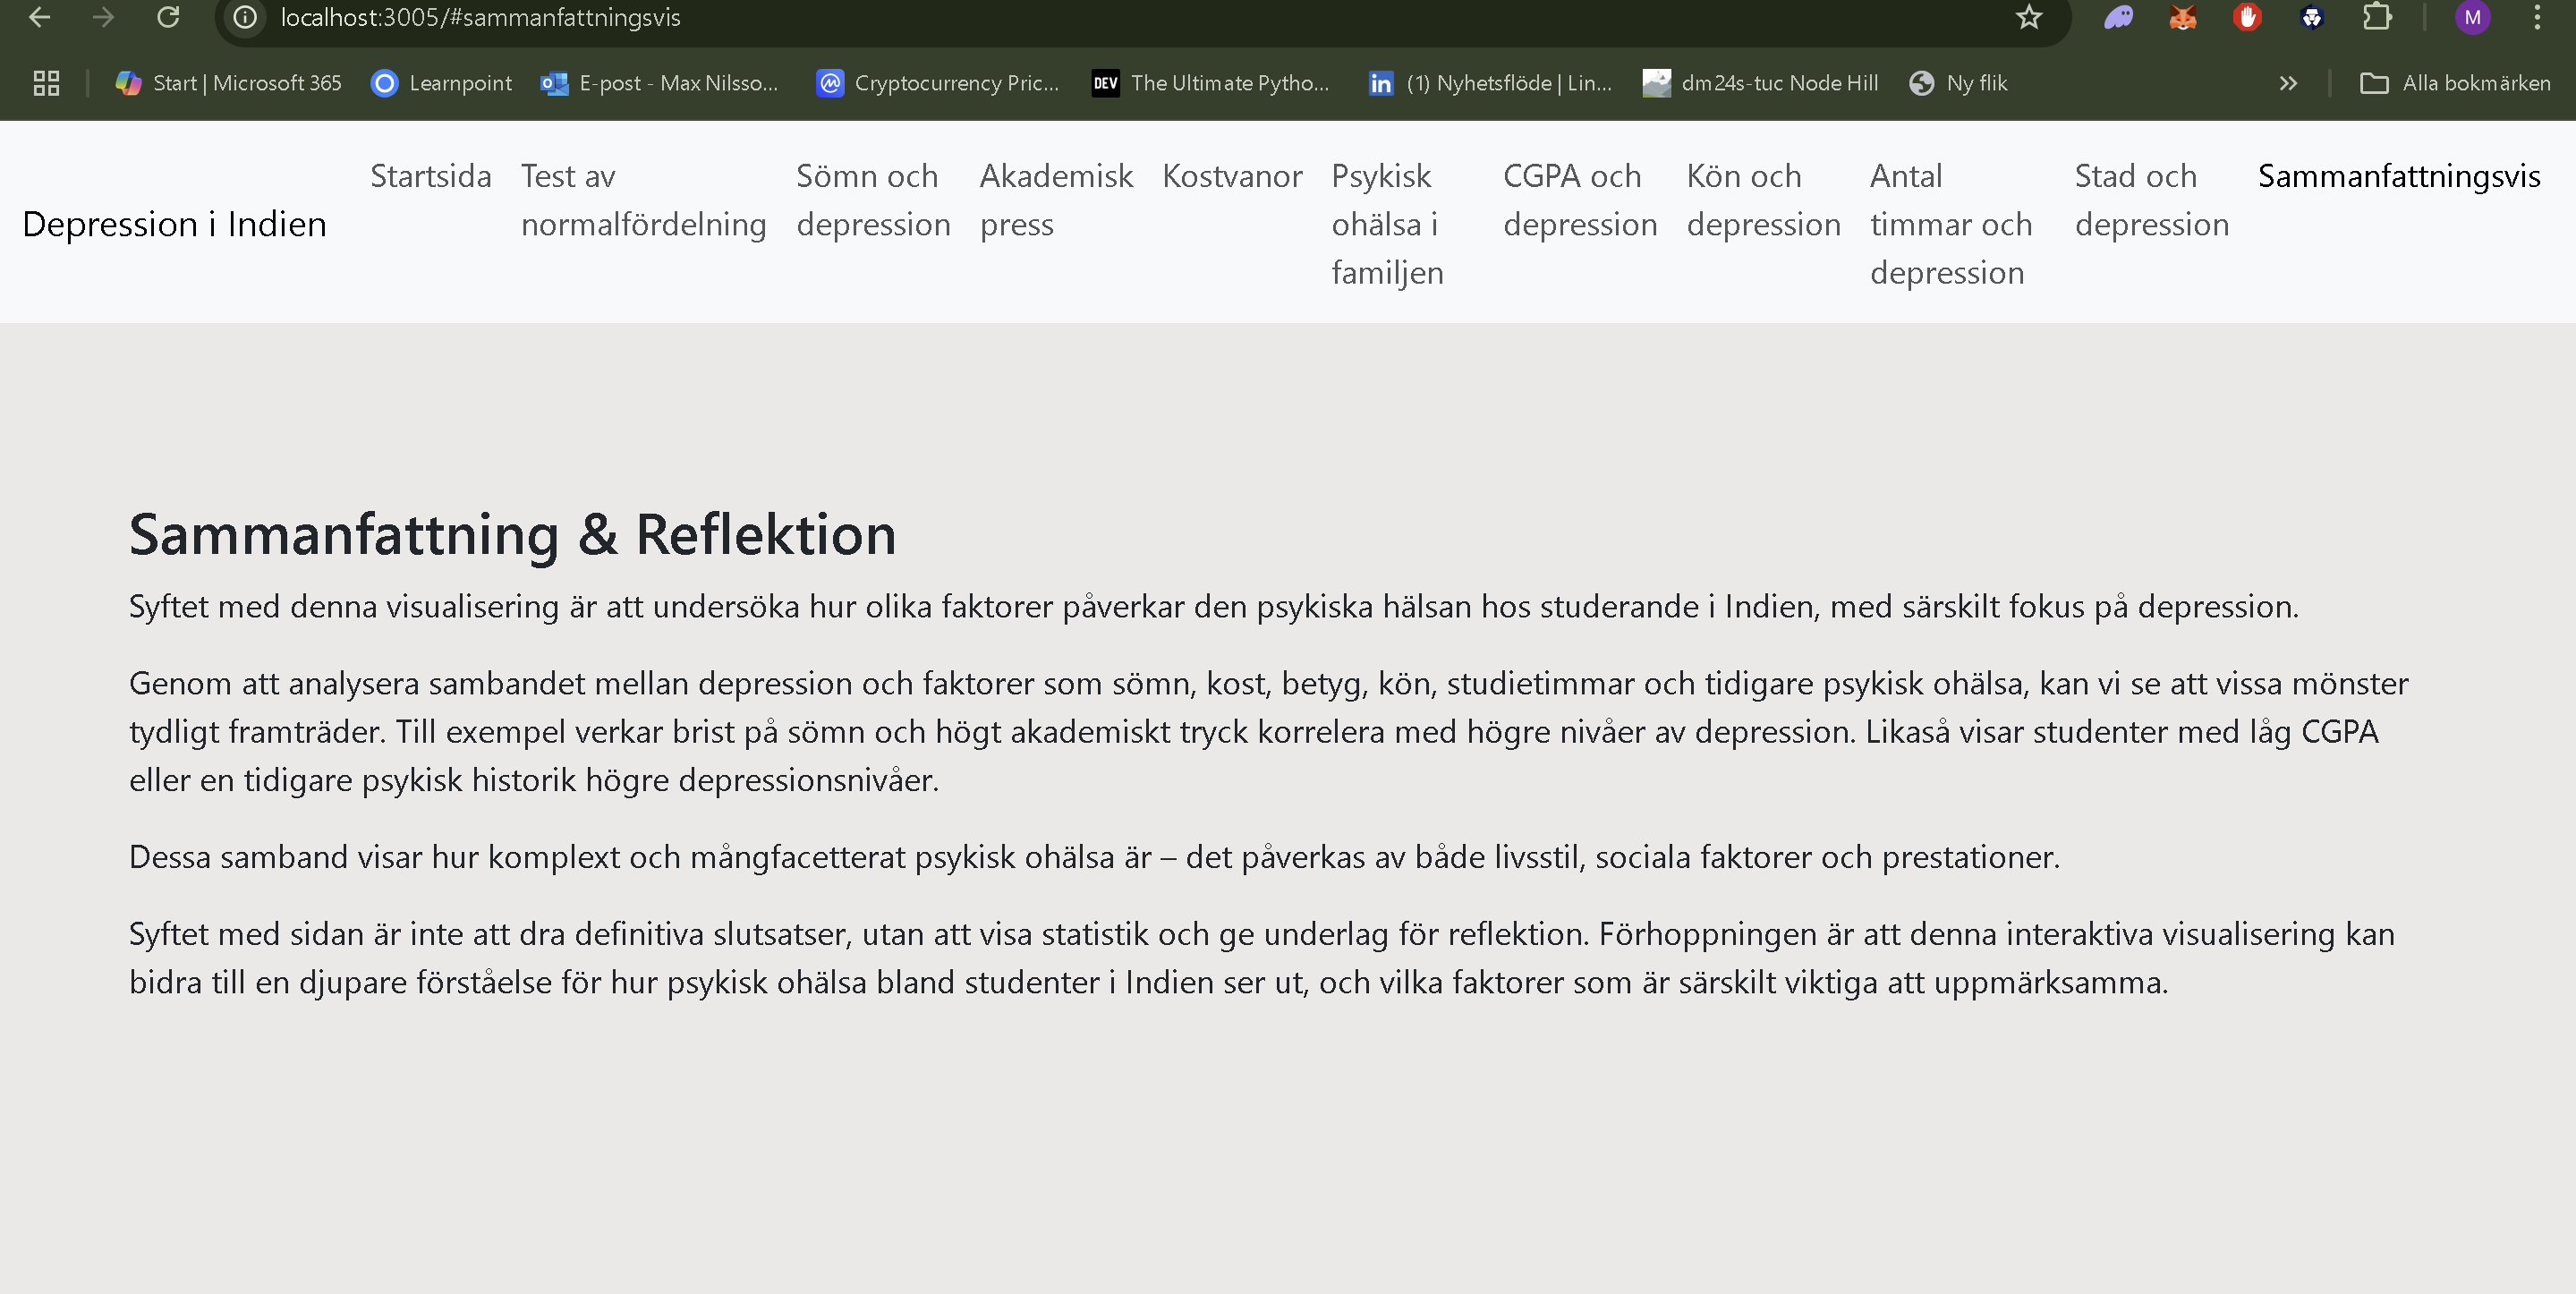 localhost:3005/#sammanfattningsvis
M
Start | Microsoft 365
Learnpoint
E-post - Max Nilsso...
Cryptocurrency Pric...
DEV
The Ultimate Pytho...
in
(1) Nyhetsflöde | Lin...
dm24s-tuc Node Hill
Ny flik
Alla bokmärken
Depression i Indien
Startsida
Test av
normalfördelning
Sömn och
depression
Akademisk
press
Kostvanor
Psykisk
ohälsa i
familjen
CGPA och
depression
Kön och
depression
Antal
timmar och
depression
Stad och
depression
Sammanfattningsvis
Sammanfattning & Reflektion
Syftet med denna visualisering är att undersöka hur olika faktorer påverkar den psykiska hälsan hos studerande i Indien, med särskilt fokus på depression.
Genom att analysera sambandet mellan depression och faktorer som sömn, kost, betyg, kön, studietimmar och tidigare psykisk ohälsa, kan vi se att vissa mönster
tydligt framträder. Till exempel verkar brist på sömn och högt akademiskt tryck korrelera med högre nivåer av depression. Likaså visar studenter med låg CGPA
eller en tidigare psykisk historik högre depressionsnivåer.
Dessa samband visar hur komplext och mångfacetterat psykisk ohälsa är – det påverkas av både livsstil, sociala faktorer och prestationer.
Syftet med sidan är inte att dra definitiva slutsatser, utan att visa statistik och ge underlag för reflektion. Förhoppningen är att denna interaktiva visualisering kan
bidra till en djupare förståelse för hur psykisk ohälsa bland studenter i Indien ser ut, och vilka faktorer som är särskilt viktiga att uppmärksamma.